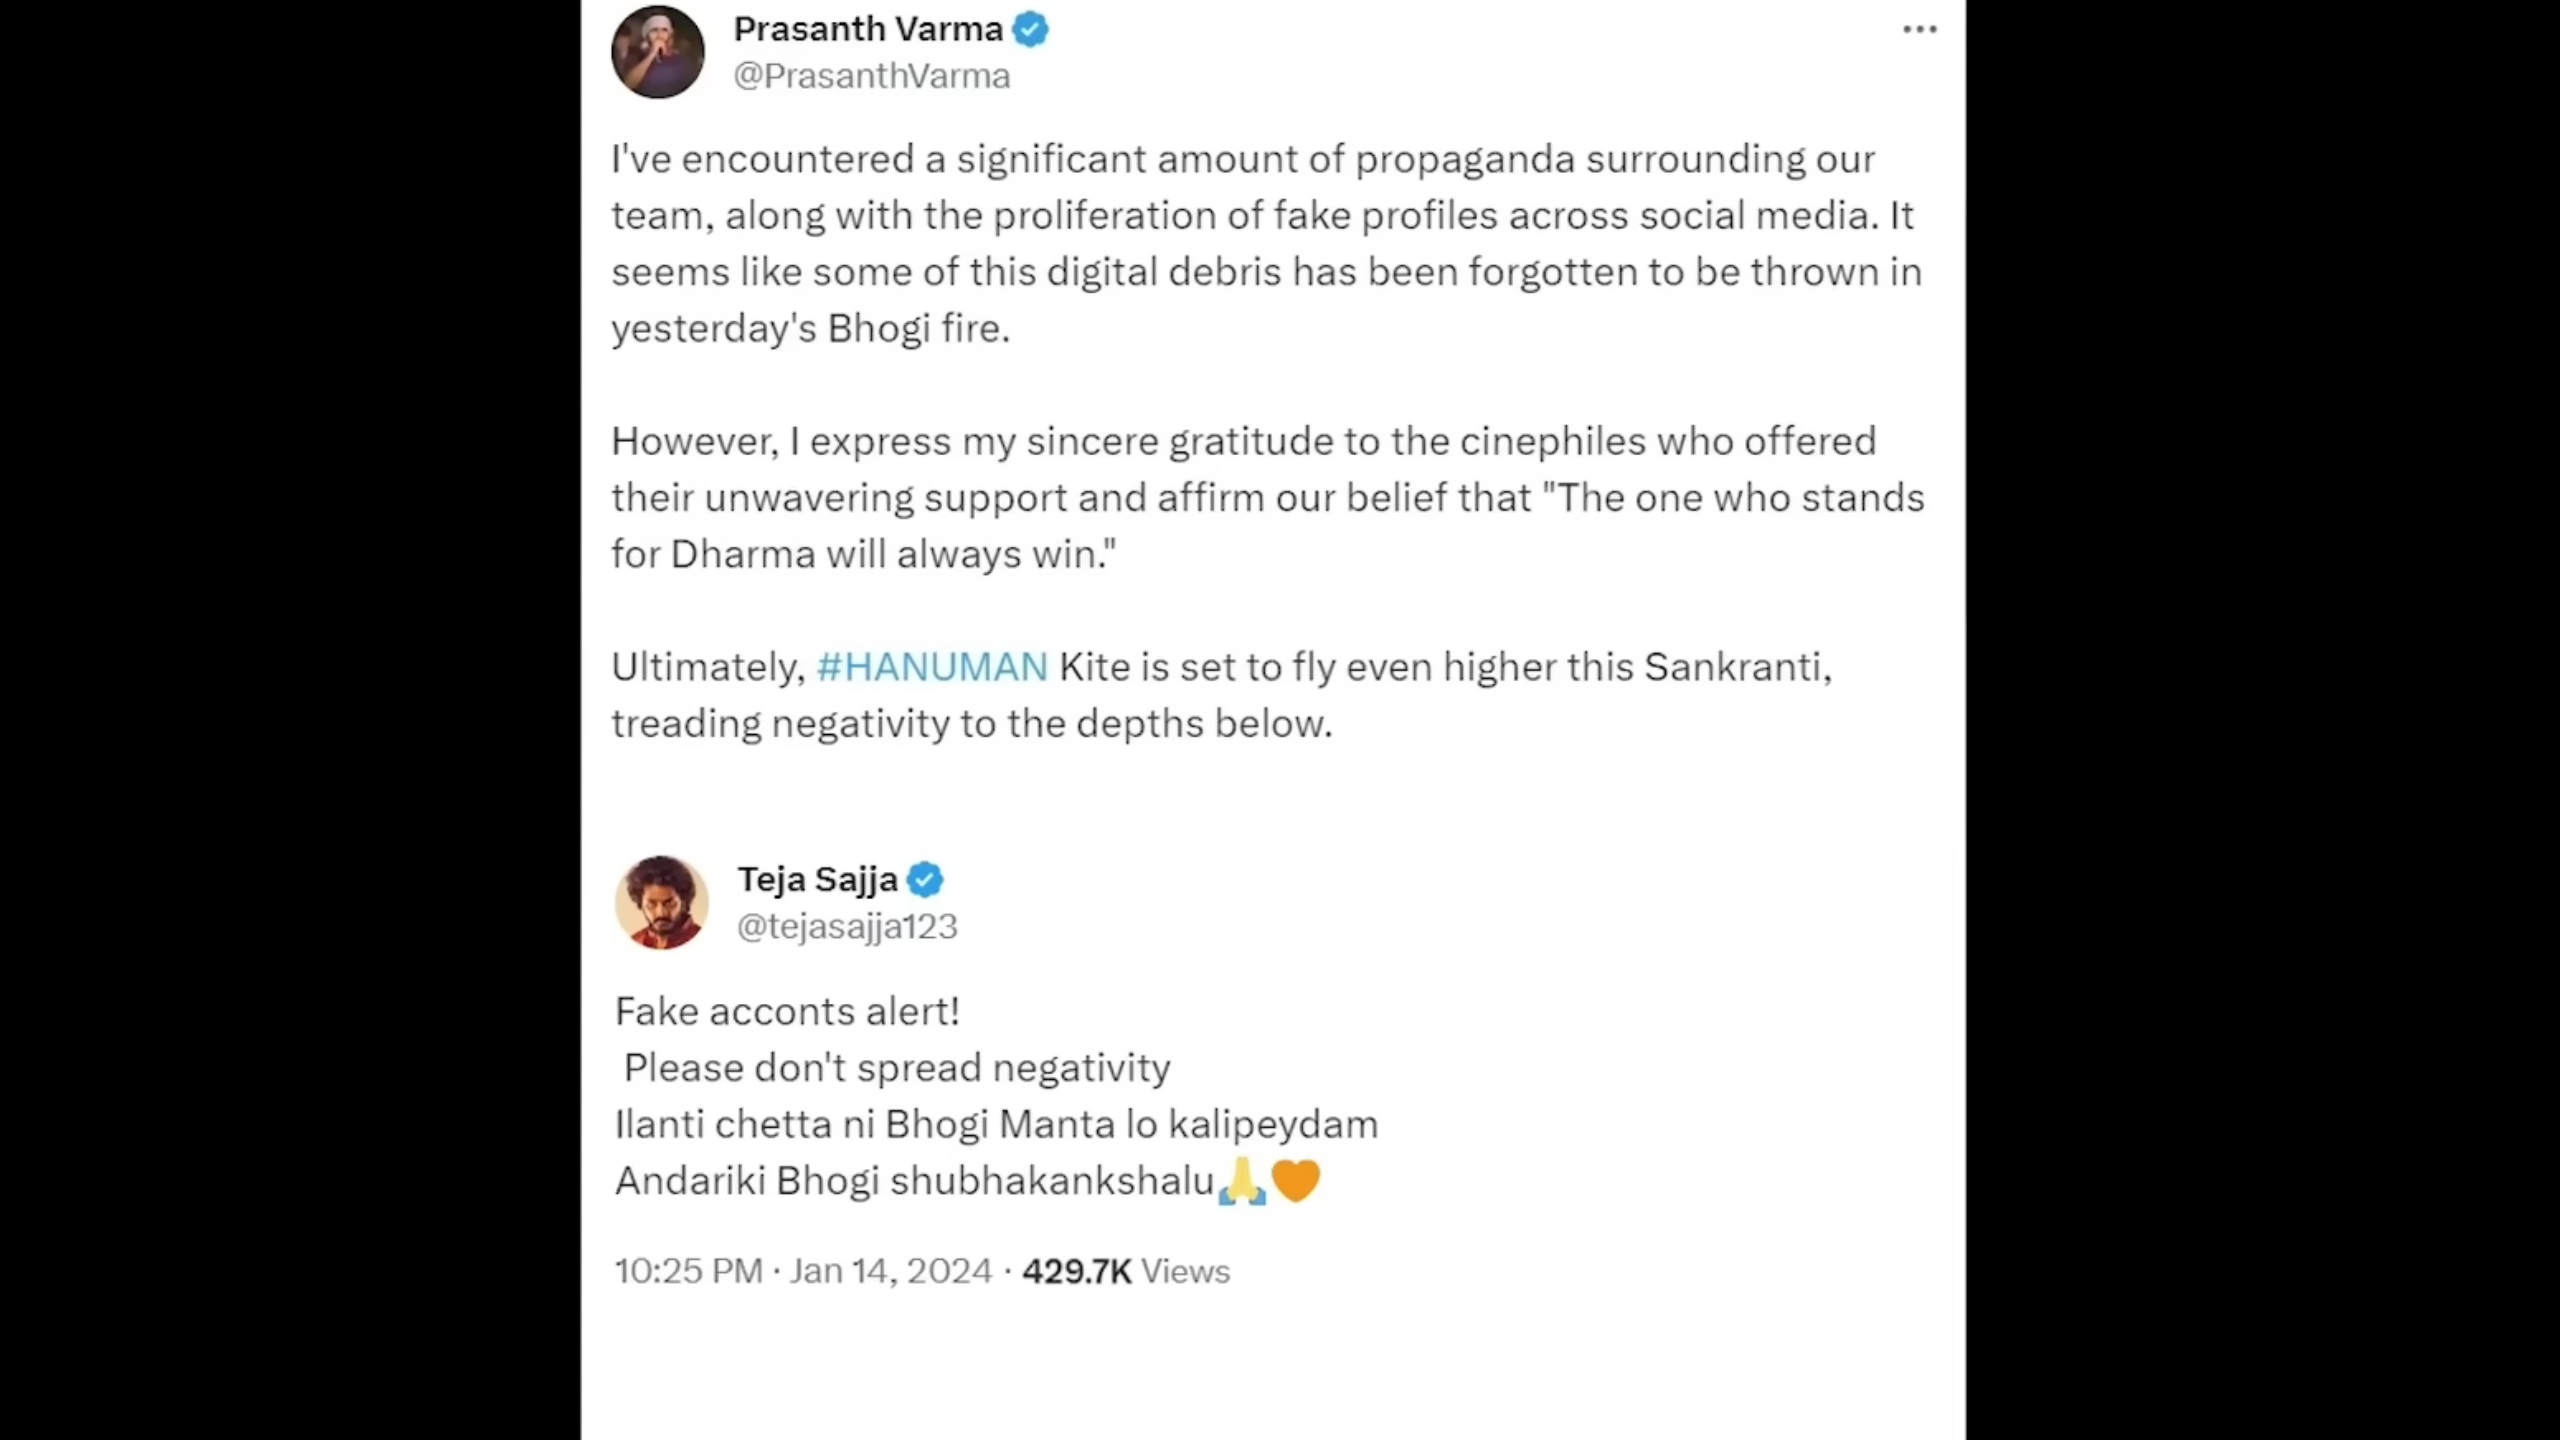 Prasanth Varma
@PrasanthVarma
I've encountered a significant amount of propaganda surrounding our
team, along with the proliferation of fake profiles across social media. It
seems like some of this digital debris has been forgotten to be thrown in
yesterday's Bhogi fire.
However, I express my sincere gratitude to the cinephiles who offered
their unwavering support and affirm our belief that "The one who stands
for Dharma will always win."
Ultimately, #HANUMAN Kite is set to fly even higher this Sankranti,
treading negativity to the depths below.
Teja Sajja
@tejasajja123
Fake acconts alert!
Please don't spread negativity
Ilanti chetta ni Bhogi Manta lo kalipeydam
Andariki Bhogi shubhakankshalu🙏🧡
10:25 PM · Jan 14, 2024 · 429.7K Views